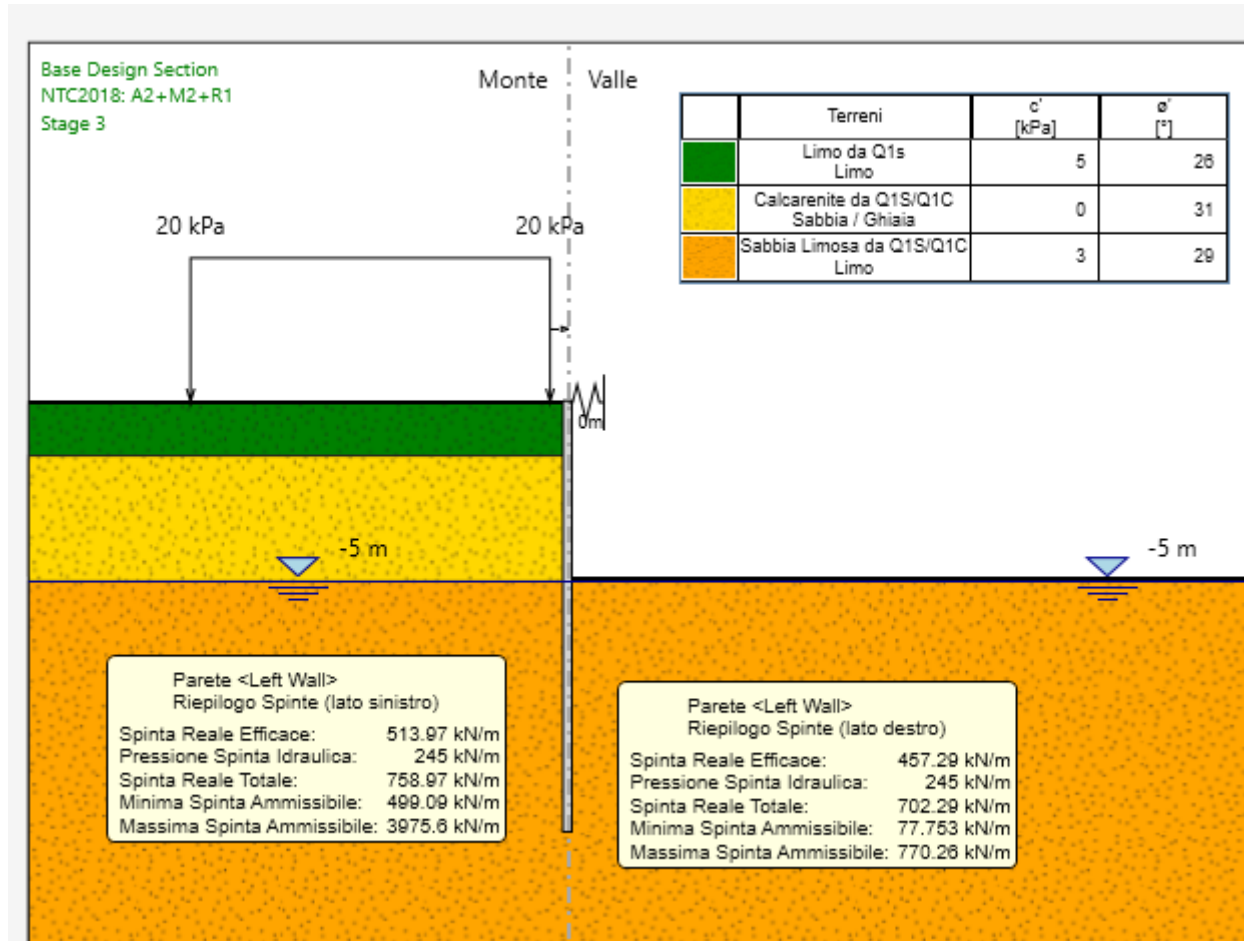 Base Design Section
NTC2018: A2+M2+R1
Stage 3
Monte
Valle
Terreni c' [kPa] ø' [°]
Limo da Q1s
Limo 5 26
Calcarenite da Q1S/Q1C
Sabbia / Ghiaia 0 31
Sabbia Limosa da Q1S/Q1C
Limo 3 29
20 kPa
20 kPa
0m
-5 m
-5 m
Parete <Left Wall>
Riepilogo Spinte (lato sinistro)
Spinta Reale Efficace: 513.97 kN/m
Pressione Spinta Idraulica: 245 kN/m
Spinta Reale Totale: 758.97 kN/m
Minima Spinta Ammissibile: 499.09 kN/m
Massima Spinta Ammissibile: 3975.6 kN/m
Parete <Left Wall>
Riepilogo Spinte (lato destro)
Spinta Reale Efficace: 457.29 kN/m
Pressione Spinta Idraulica: 245 kN/m
Spinta Reale Totale: 702.29 kN/m
Minima Spinta Ammissibile: 77.753 kN/m
Massima Spinta Ammissibile: 770.26 kN/m